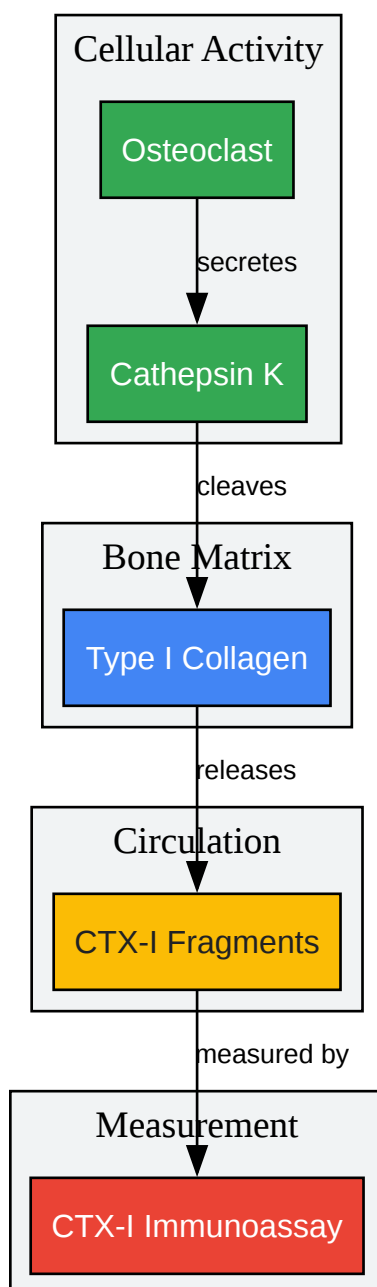 Cellular Activity
Osteoclast
secretes
Cathepsin K
cleaves
Bone Matrix
Type I Collagen
releases
Circulation
CTX-I Fragments
measured by
Measurement
CTX-I Immunoassay